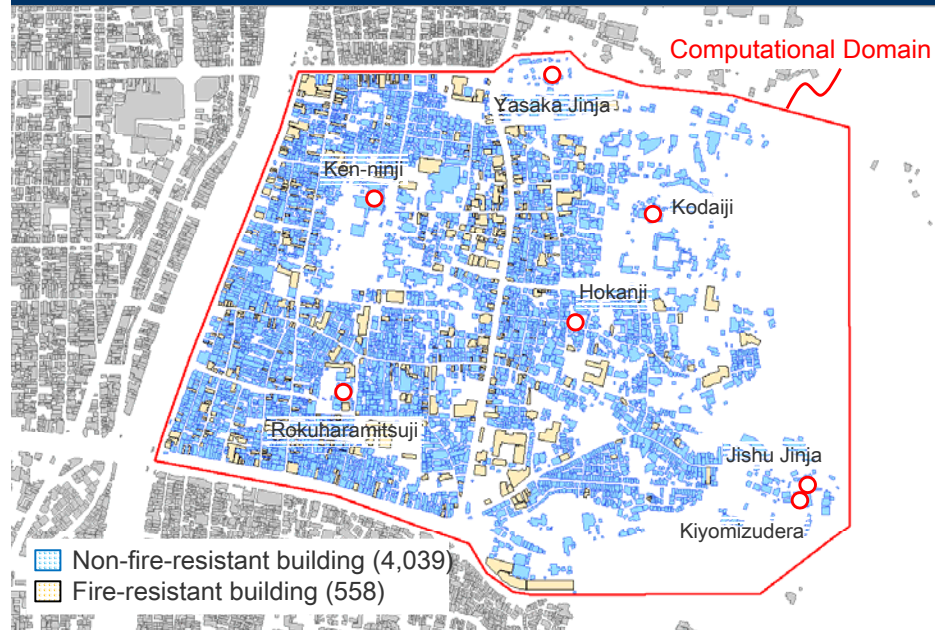 Computational Domain
Yasaka Jinja
Ken-ninji
Kodaiji
Hokanji
Rokuharamitsuji
Jishu Jinja
Kiyomizudera
Non-fire-resistant building (4,039)
Fire-resistant building (558)